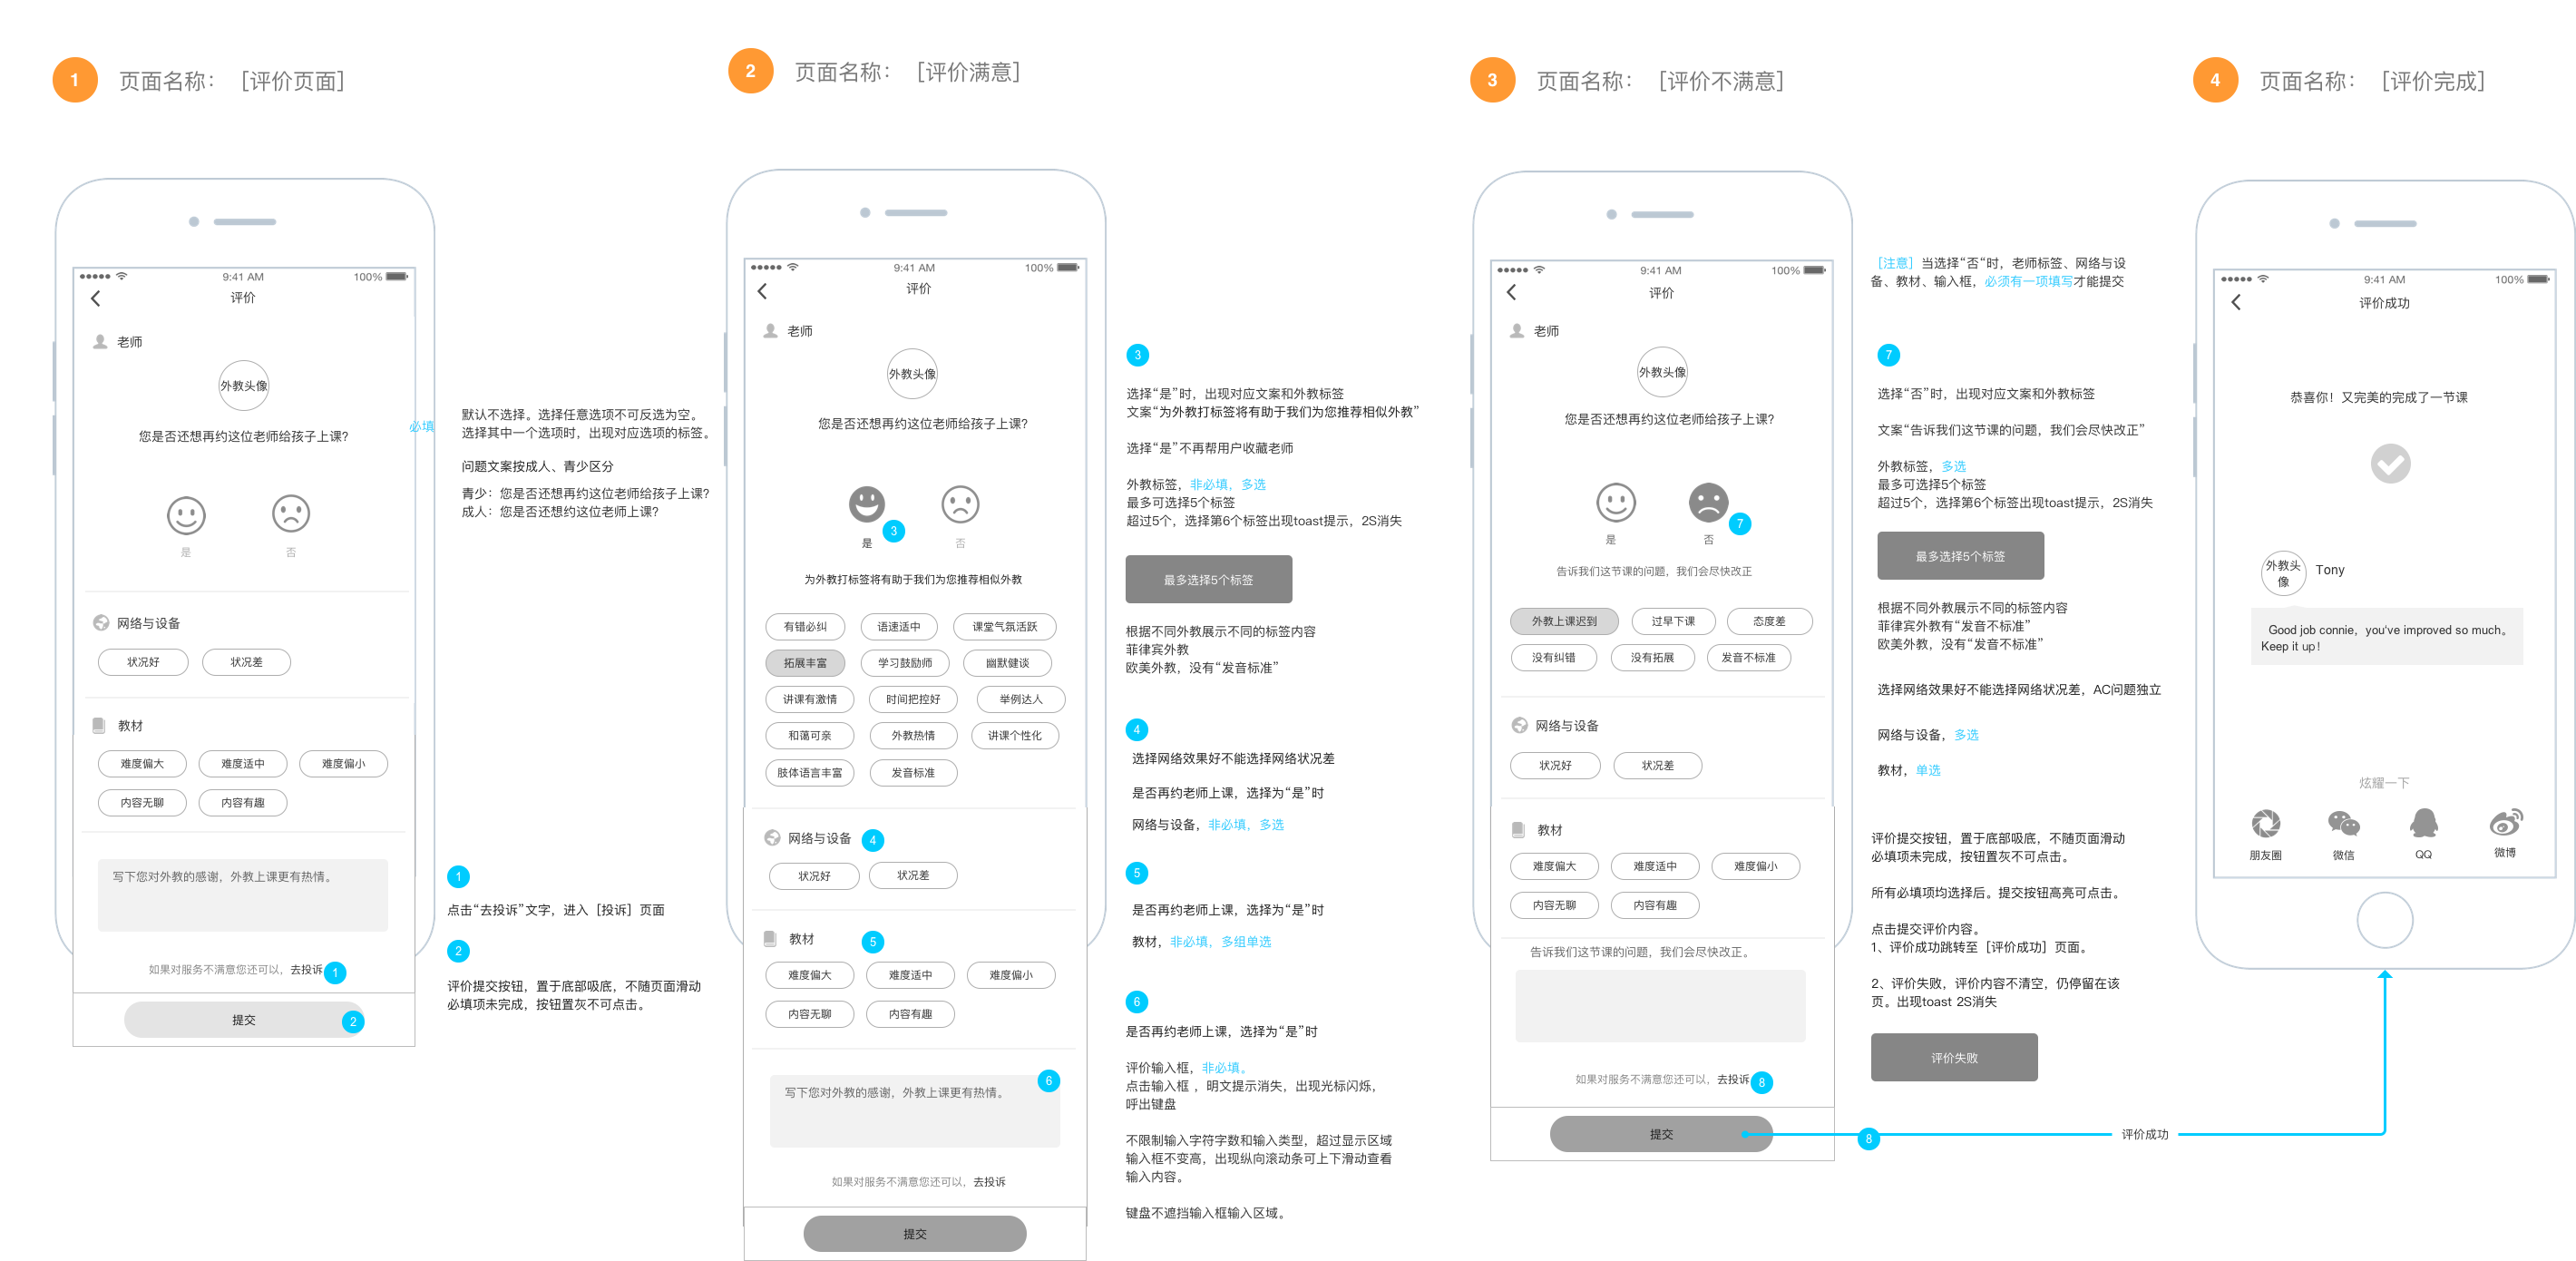 1 页面名称： ［评价页面］
9:41 AM 100%
评价
老师
外教头像
您是否还想再约这位老师给孩子上课?
是 否
网络与设备
状况好 状况差
教材
难度偏大 难度适中 难度偏小
内容无聊 内容有趣
写下您对外教的感谢，外教上课更有热情。
如果对服务不满意您还可以，去投诉 1
提交 2
必填
默认不选择。选择任意选项不可反选为空。
选择其中一个选项时，出现对应选项的标签。
问题文案按成人、青少区分
青少：您是否还想再约这位老师给孩子上课?
成人：您是否还想约这位老师上课?
1
点击“去投诉”文字，进入［投诉］页面
2
评价提交按钮，置于底部吸底，不随页面滑动
必填项未完成，按钮置灰不可点击。
2 页面名称： ［评价满意］
9:41 AM 100%
评价
老师
外教头像
您是否还想再约这位老师给孩子上课?
3
是 否
为外教打标签将有助于我们为您推荐相似外教
有错必纠 语速适中 课堂气氛活跃
拓展丰富 学习鼓励师 幽默健谈
讲课有激情 时间把控好 举例达人
和蔼可亲 外教热情 讲课个性化
肢体语言丰富 发音标准
网络与设备 4
状况好 状况差
教材 5
难度偏大 难度适中 难度偏小
内容无聊 内容有趣
写下您对外教的感谢，外教上课更有热情。 6
如果对服务不满意您还可以，去投诉
提交
3
选择“是”时，出现对应文案和外教标签
文案“为外教打标签将有助于我们为您推荐相似外教”
选择“是”不再帮用户收藏老师
外教标签，非必填，多选
最多可选择5个标签
超过5个，选择第6个标签出现toast提示，2S消失
最多选择5个标签
根据不同外教展示不同的标签内容
菲律宾外教
欧美外教，没有“发音标准”
4
选择网络效果好不能选择网络状况差
是否再约老师上课，选择为“是”时
网络与设备，非必填，多选
5
是否再约老师上课，选择为“是”时
教材，非必填，多组单选
6
是否再约老师上课，选择为“是”时
评价输入框，非必填。
点击输入框 ，明文提示消失，出现光标闪烁，
呼出键盘
不限制输入字符字数和输入类型，超过显示区域
输入框不变高，出现纵向滚动条可上下滑动查看
输入内容。
键盘不遮挡输入框输入区域。
3 页面名称： ［评价不满意］
9:41 AM 100%
评价
老师
外教头像
您是否还想再约这位老师给孩子上课?
7
是 否
告诉我们这节课的问题，我们会尽快改正
外教上课迟到 过早下课 态度差
没有纠错 没有拓展 发音不标准
网络与设备
状况好 状况差
教材
难度偏大 难度适中 难度偏小
内容无聊 内容有趣
告诉我们这节课的问题，我们会尽快改正。
如果对服务不满意您还可以，去投诉 8
提交
8
评价成功
［注意］当选择“否“时，老师标签、网络与设
备、教材、输入框，必须有一项填写才能提交
7
选择“否”时，出现对应文案和外教标签
文案“告诉我们这节课的问题，我们会尽快改正”
外教标签，多选
最多可选择5个标签
超过5个，选择第6个标签出现toast提示，2S消失
最多选择5个标签
根据不同外教展示不同的标签内容
菲律宾外教有“发音不标准”
欧美外教，没有“发音不标准”
选择网络效果好不能选择网络状况差，AC问题独立
网络与设备，多选
教材，单选
评价提交按钮，置于底部吸底，不随页面滑动
必填项未完成，按钮置灰不可点击。
所有必填项均选择后。提交按钮高亮可点击。
点击提交评价内容。
1、评价成功跳转至［评价成功］页面。
2、评价失败，评价内容不清空，仍停留在该
页。出现toast 2S消失
评价失败
4 页面名称： ［评价完成］
9:41 AM 100%
评价成功
恭喜你！又完美的完成了一节课
外教头
像
Tony
Good job connie，you've improved so much。
Keep it up！
炫耀一下
朋友圈 微信 QQ 微博